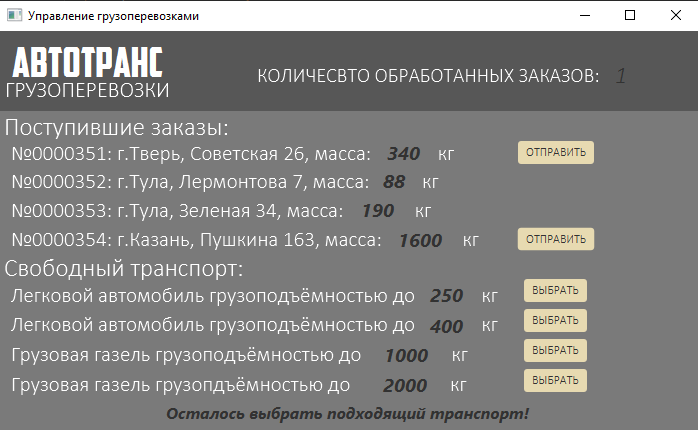 Управление грузоперевозками
АВТОТРАНС
ГРУЗОПЕРЕВОЗКИ
КОЛИЧЕСВТО ОБРАБОТАННЫХ ЗАКАЗОВ: 1
Поступившие заказы:
№0000351: г.Тверь, Советская 26, масса: 340 кг ОТПРАВИТЬ
№0000352: г.Тула, Лермонтова 7, масса: 88 кг
№0000353: г.Тула, Зеленая 34, масса: 190 кг
№0000354: г.Казань, Пушкина 163, масса: 1600 кг ОТПРАВИТЬ
Свободный транспорт:
Легковой автомобиль грузоподъёмностью до 250 кг ВЫБРАТЬ
Легковой автомобиль грузоподъёмностью до 400 кг ВЫБРАТЬ
Грузовая газель грузоподъёмностью до 1000 кг ВЫБРАТЬ
Грузовая газель грузопдъёмностью до 2000 кг ВЫБРАТЬ
Осталось выбрать подходящий транспорт!